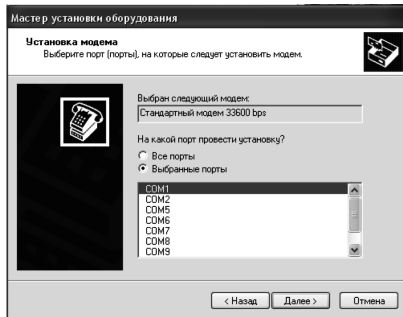 Мастер установки оборудования
Установка модема
Выберите порт (порты), на которые следует установить модем.
Выбран следующий модем:
Стандартный модем 33600 bps
На какой порт провести установку?
Все порты
Выбранные порты
COM1
COM2
COM5
COM6
COM7
COM8
COM9
< Назад
Далее >
Отмена